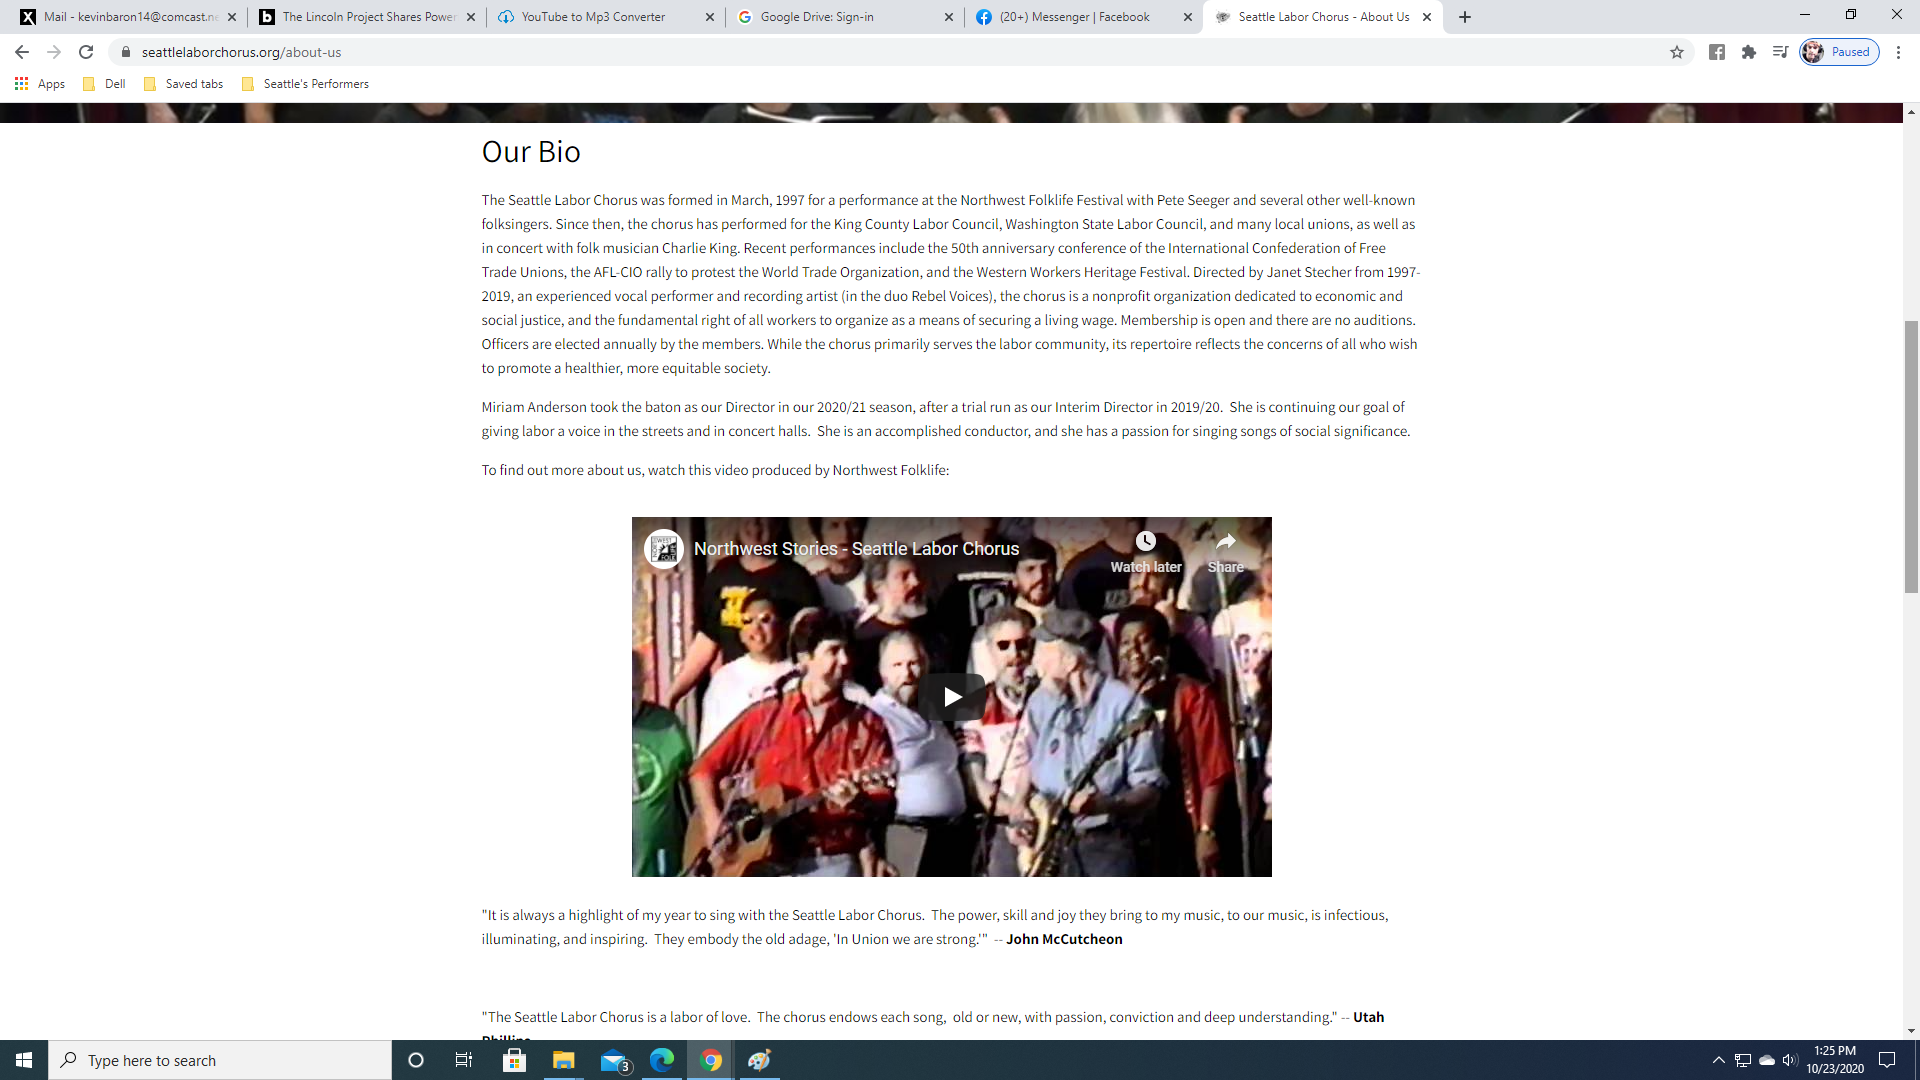 Mail - kevinbaron14@comcast.ne
The Lincoln Project Shares Power
YouTube to Mp3 Converter
Google Drive: Sign-in
(20+) Messenger | Facebook
Seattle Labor Chorus - About Us
seattlelaborchorus.org/about-us
Paused
Apps
Dell
Saved tabs
Seattle's Performers
Our Bio
The Seattle Labor Chorus was formed in March, 1997 for a performance at the Northwest Folklife Festival with Pete Seeger and several other well-known
folksingers. Since then, the chorus has performed for the King County Labor Council, Washington State Labor Council, and many local unions, as well as
in concert with folk musician Charlie King. Recent performances include the 50th anniversary conference of the International Confederation of Free
Trade Unions, the AFL-CIO rally to protest the World Trade Organization, and the Western Workers Heritage Festival. Directed by Janet Stecher from 1997-
2019, an experienced vocal performer and recording artist (in the duo Rebel Voices), the chorus is a nonprofit organization dedicated to economic and
social justice, and the fundamental right of all workers to organize as a means of securing a living wage. Membership is open and there are no auditions.
Officers are elected annually by the members. While the chorus primarily serves the labor community, its repertoire reflects the concerns of all who wish
to promote a healthier, more equitable society.
Miriam Anderson took the baton as our Director in our 2020/21 season, after a trial run as our Interim Director in 2019/20. She is continuing our goal of
giving labor a voice in the streets and in concert halls. She is an accomplished conductor, and she has a passion for singing songs of social significance.
To find out more about us, watch this video produced by Northwest Folklife:
Northwest Stories - Seattle Labor Chorus
Watch later
Share
"It is always a highlight of my year to sing with the Seattle Labor Chorus. The power, skill and joy they bring to my music, to our music, is infectious,
illuminating, and inspiring. They embody the old adage, 'In Union we are strong.'" -- John McCutcheon
"The Seattle Labor Chorus is a labor of love. The chorus endows each song, old or new, with passion, conviction and deep understanding." -- Utah
Phillips
Type here to search
3
1:25 PM
10/23/2020